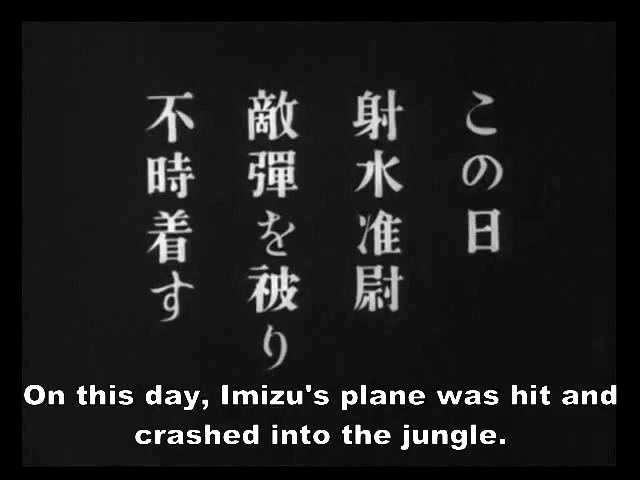 この日
射水准尉
敵彈を被り
不時着す
On this day, Imizu's plane was hit and
crashed into the jungle.